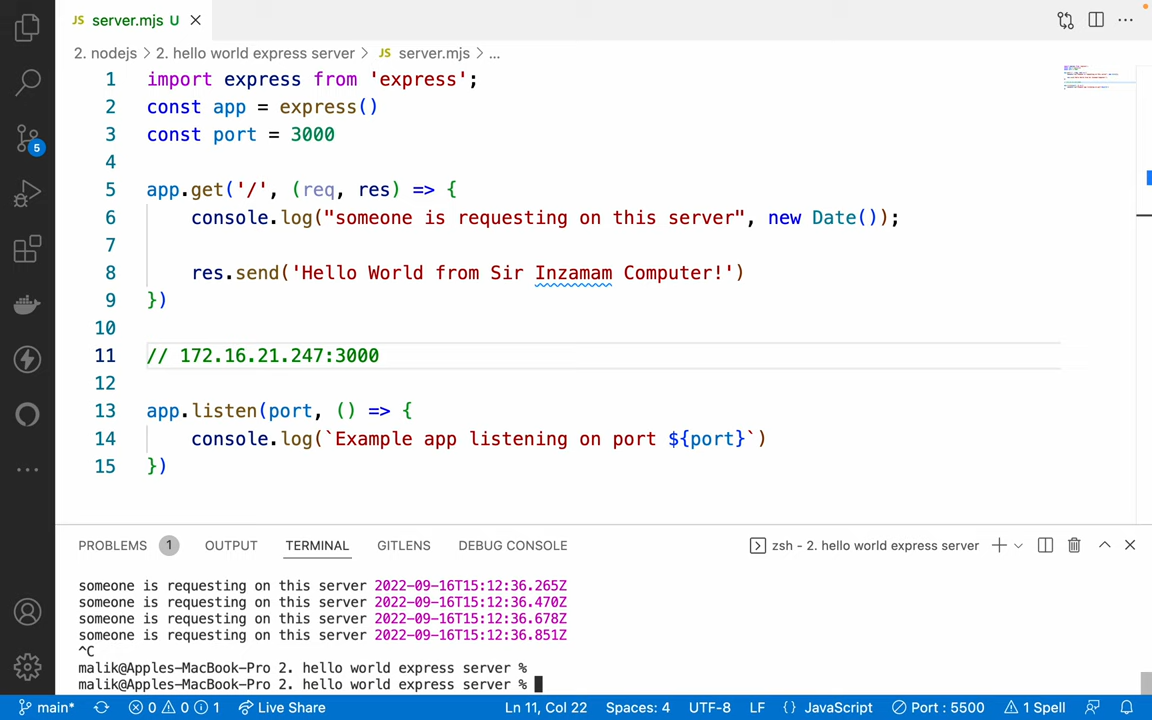 JS server.mjs U ×
2. nodejs > 2. hello world express server > JS server.mjs > ...
1 import express from 'express';
2 const app = express()
3 const port = 3000
4
5 app.get('/', (req, res) => {
6 console.log("someone is requesting on this server", new Date());
7
8 res.send('Hello World from Sir Inzamam Computer!')
9 })
10
11 // 172.16.21.247:3000
12
13 app.listen(port, () => {
14 console.log(`Example app listening on port ${port}`)
15 })
5
PROBLEMS 1 OUTPUT TERMINAL GITLENS DEBUG CONSOLE zsh - 2. hello world express server
someone is requesting on this server 2022-09-16T15:12:36.265Z
someone is requesting on this server 2022-09-16T15:12:36.470Z
someone is requesting on this server 2022-09-16T15:12:36.678Z
someone is requesting on this server 2022-09-16T15:12:36.851Z
^C
malik@Apples-MacBook-Pro 2. hello world express server %
malik@Apples-MacBook-Pro 2. hello world express server %
main* 0 0 1 Live Share Ln 11, Col 22 Spaces: 4 UTF-8 LF {} JavaScript Port : 5500 1 Spell